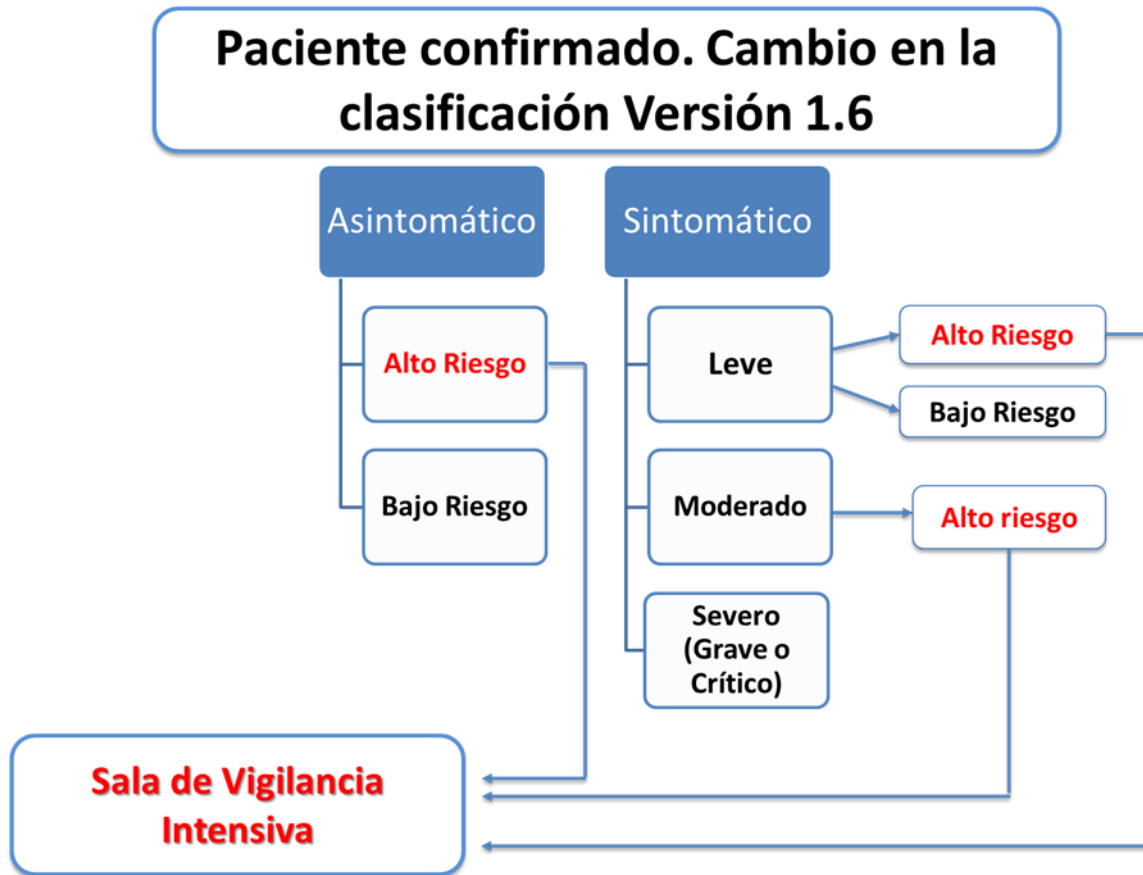 Paciente confirmado. Cambio en la
clasificación Versión 1.6
Asintomático
Sintomático
Alto Riesgo
Bajo Riesgo
Leve
Alto Riesgo
Bajo Riesgo
Moderado
Alto riesgo
Severo
(Grave o
Crítico)
Sala de Vigilancia
Intensiva